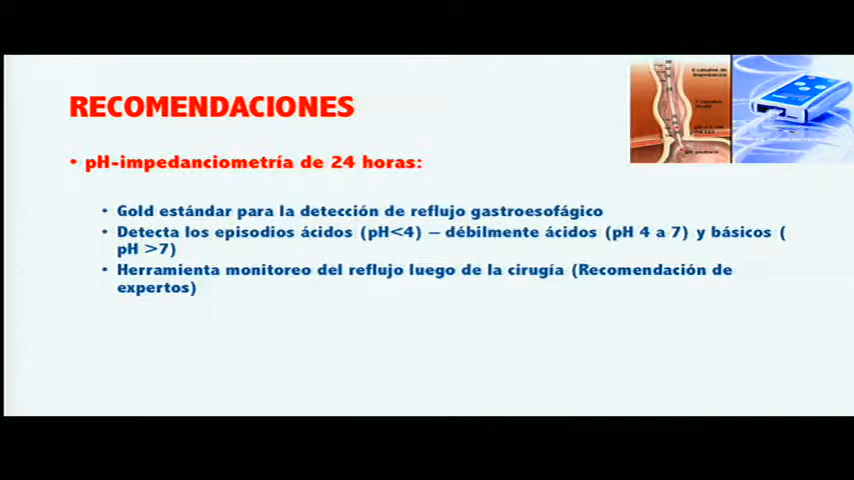 RECOMENDACIONES
• pH-impedanciometría de 24 horas:
• Gold estándar para la detección de reflujo gastroesofágico
• Detecta los episodios ácidos (pH<4) – débilmente ácidos (pH 4 a 7) y básicos (
pH >7)
• Herramienta monitoreo del reflujo luego de la cirugía (Recomendación de
expertos)